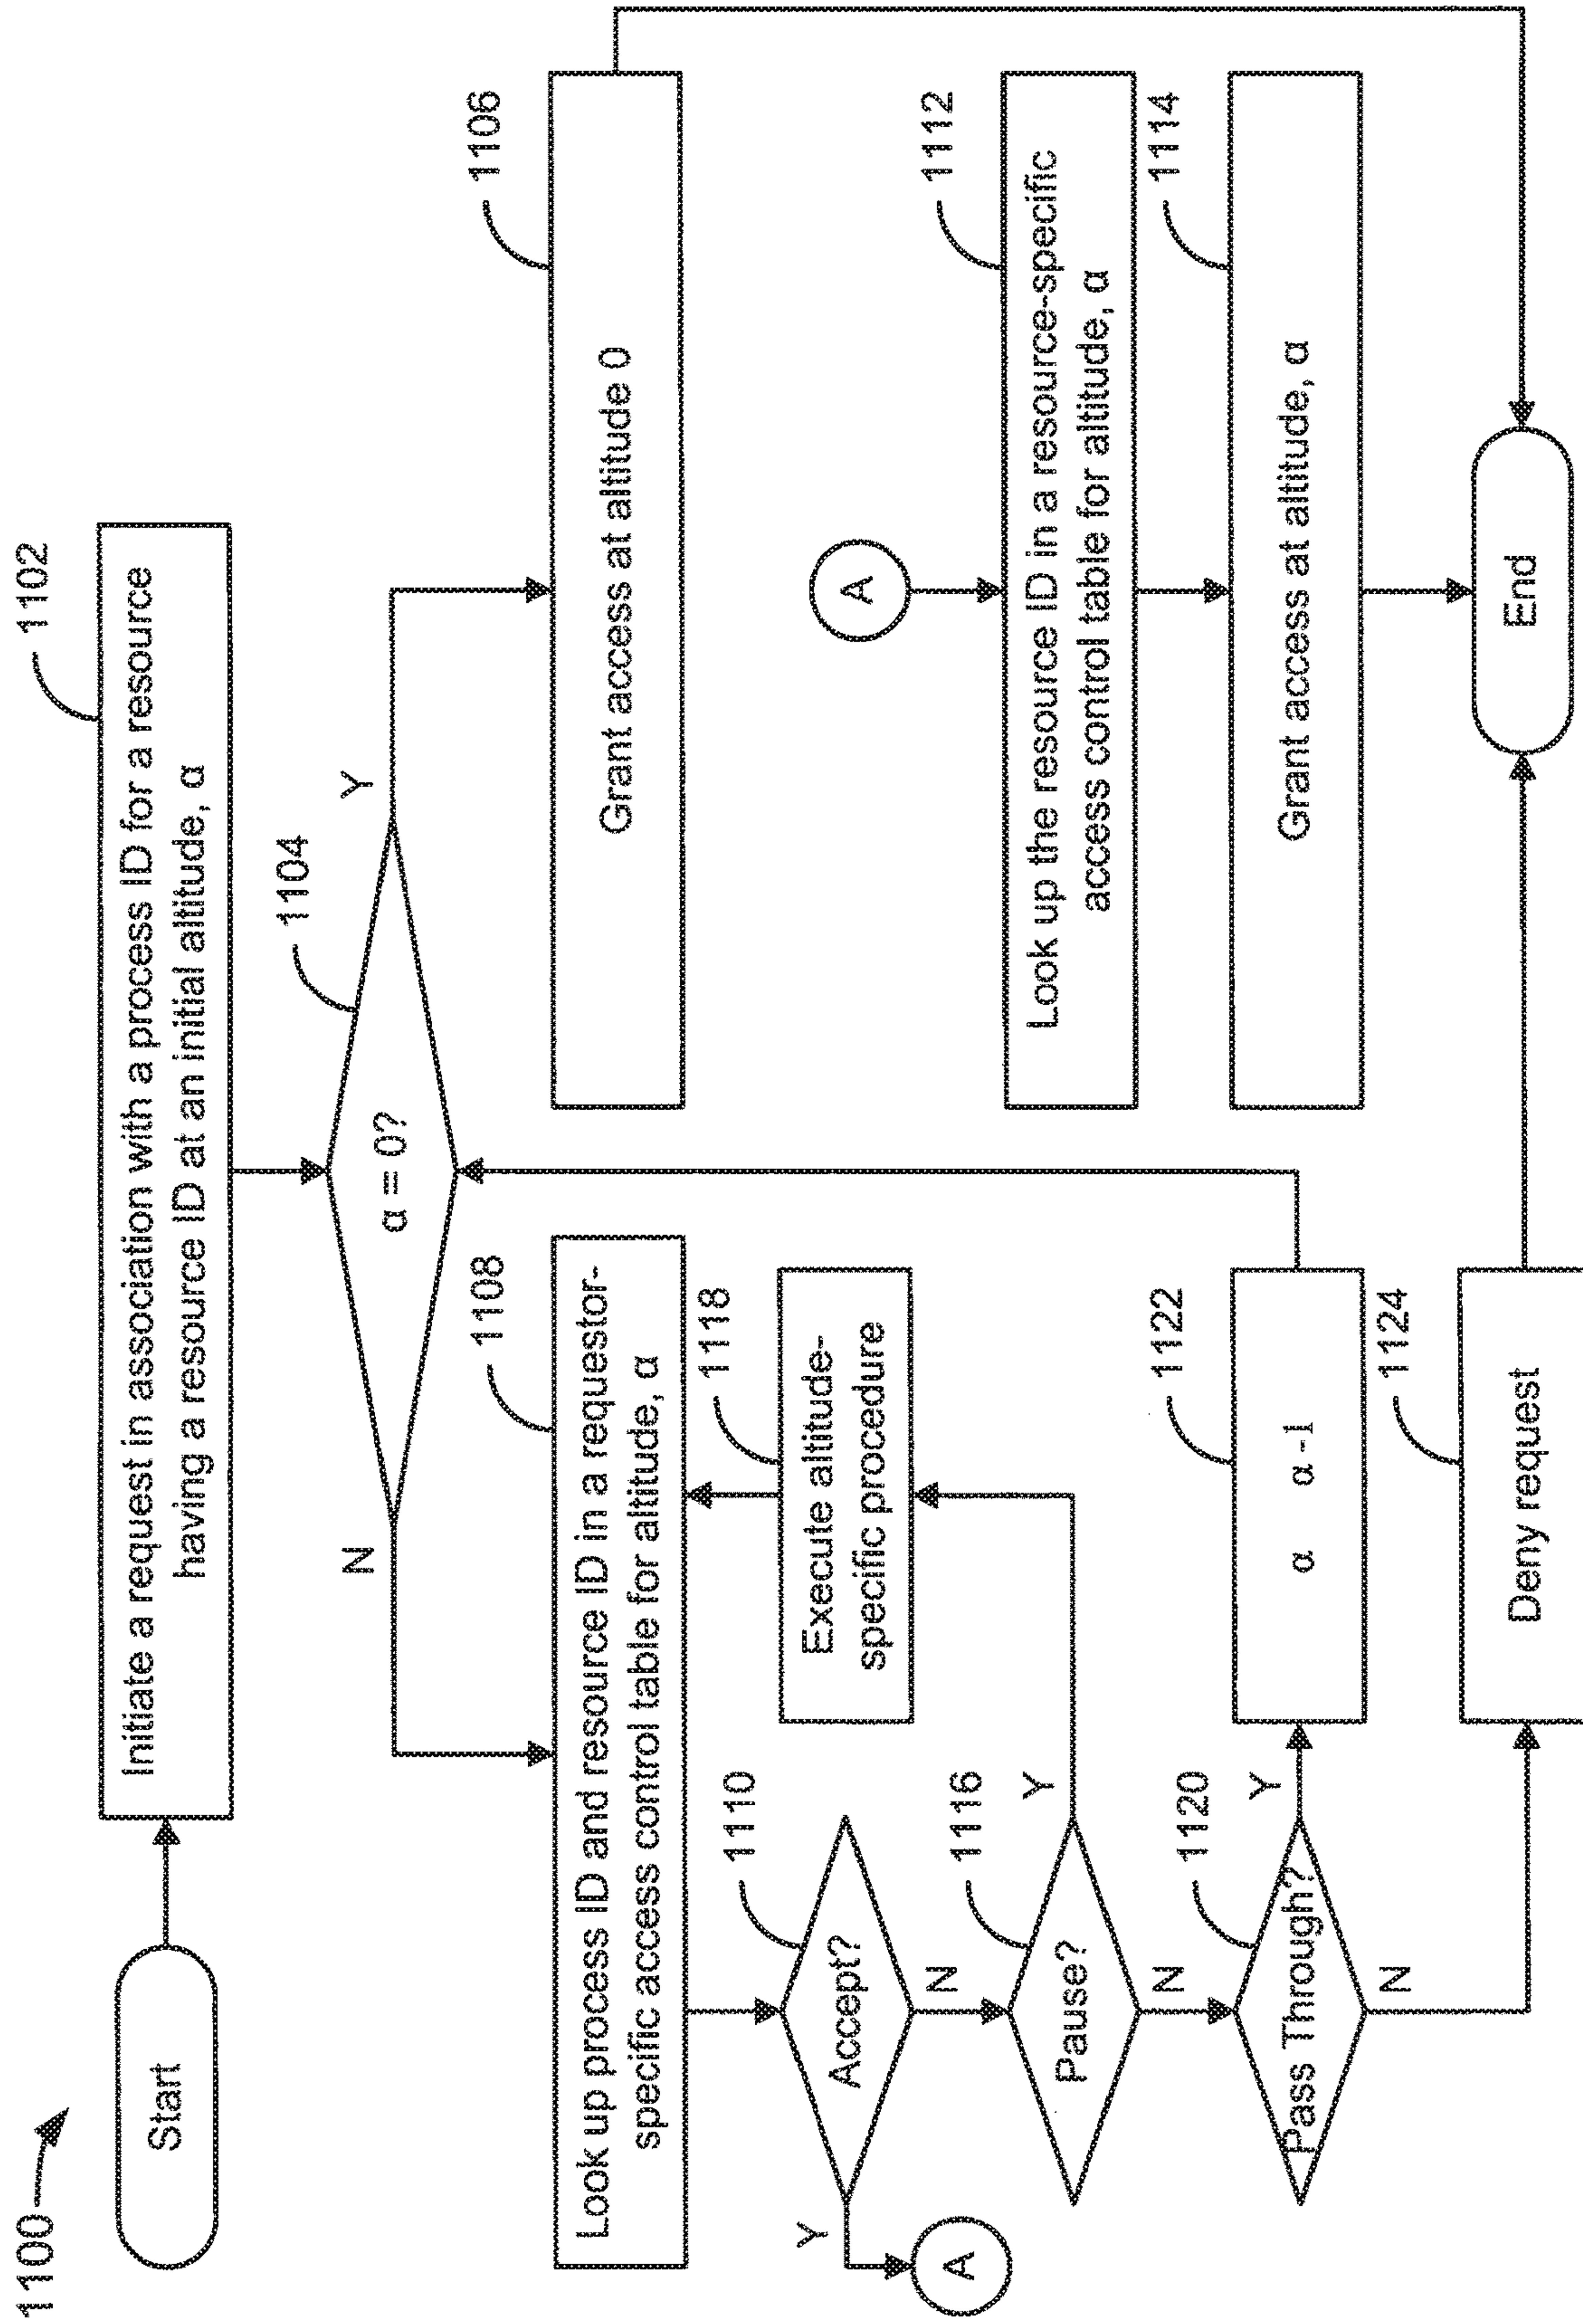 1100
Start
1102
Initiate a request in association with a process ID for a resource
having a resource ID at an initial altitude, α
1104
α = 0?
N
Y
1106
Grant access at altitude 0
1108
Look up process ID and resource ID in a requestor-
specific access control table for altitude, α
1110
Accept?
Y
A
N
1116
Pause?
Y
1118
Execute altitude-
specific procedure
N
1120
Pass Through?
Y
1122
α α -1
N
1124
Deny request
A
1112
Look up the resource ID in a resource-specific
access control table for altitude, α
1114
Grant access at altitude, α
End